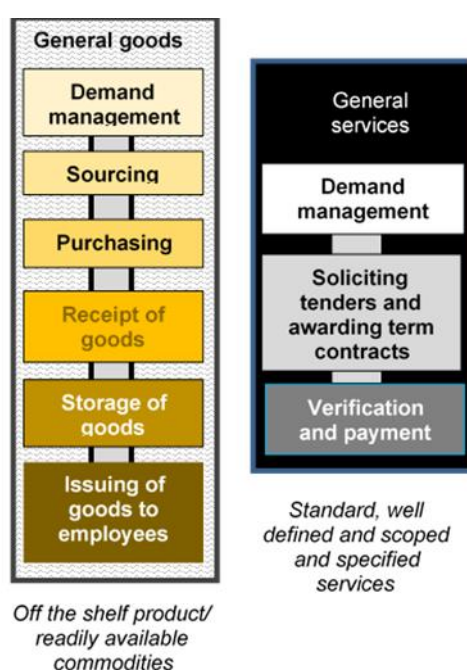 General goods
Demand
management
Sourcing
Purchasing
Receipt of
goods
Storage of
goods
Issuing of
goods to
employees
Off the shelf product/
readily available
commodities
General
services
Demand
management
Soliciting
tenders and
awarding term
contracts
Verification
and payment
Standard, well
defined and scoped
and specified
services